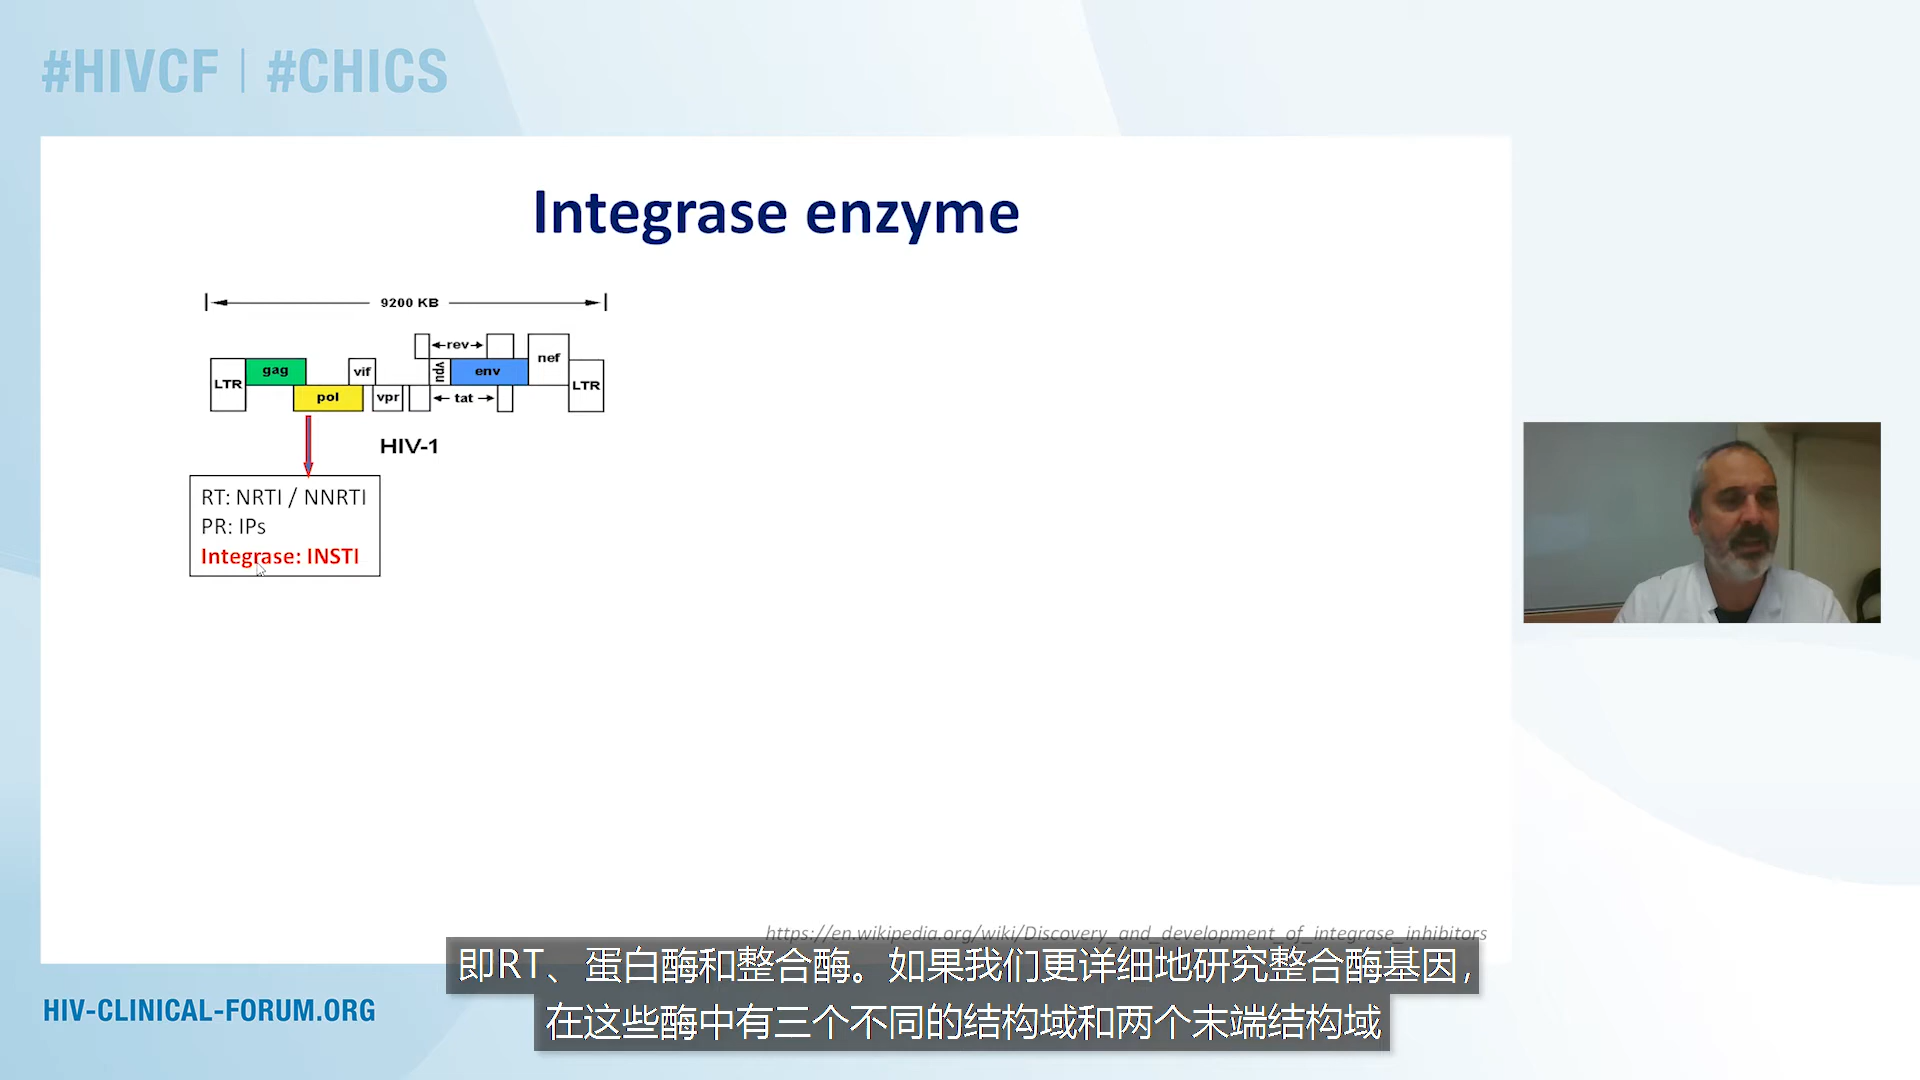 #HIVCF | #CHICS
Integrase enzyme
9200 KB
LTR
gag
pol
vif
vpr
rev
vpu
env
tat
nef
LTR
HIV-1
RT: NRTI / NNRTI
PR: IPs
Integrase: INSTI
https://en.wikipedia.org/wiki/Discovery_and_development_of_integrase_inhibitors
即RT、蛋白酶和整合酶。如果我们更详细地研究整合酶基因,
在这些酶中有三个不同的结构域和两个末端结构域
HIV-CLINICAL-FORUM.ORG